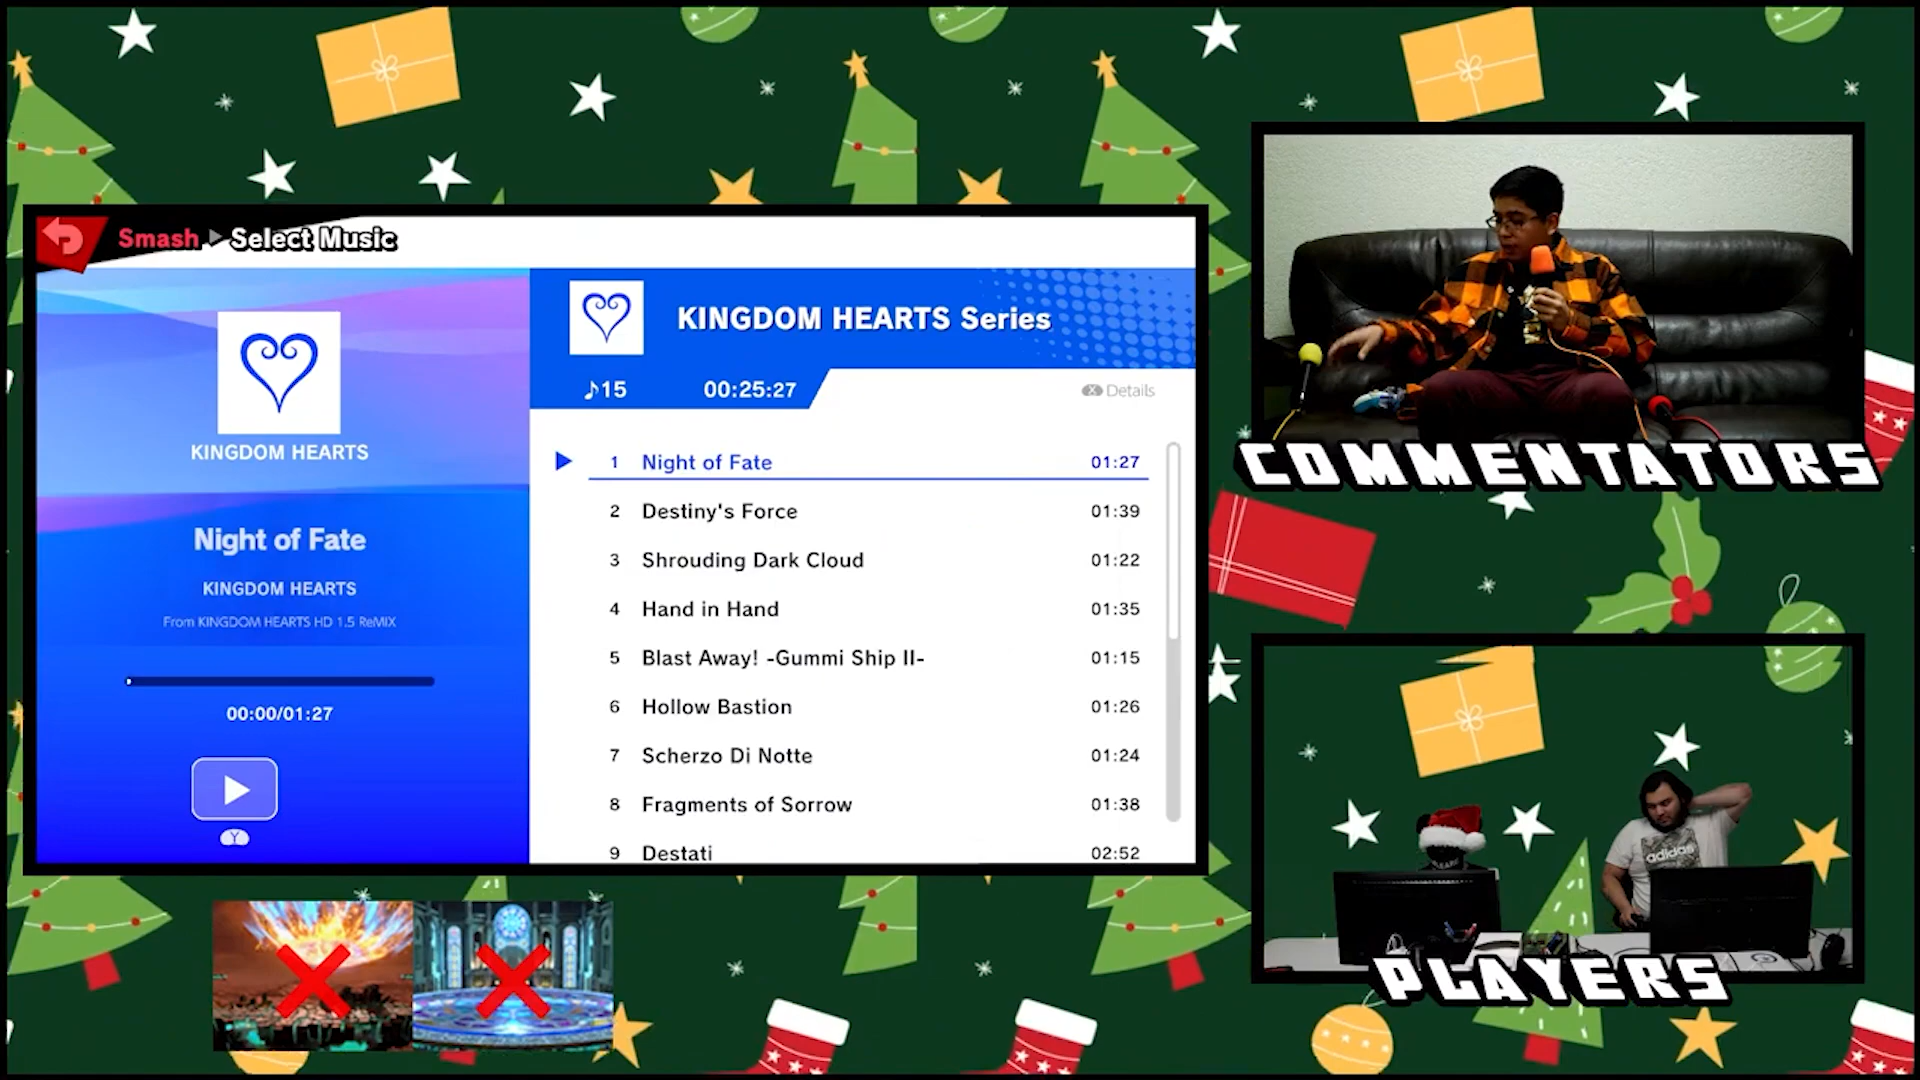 Smash ▶ Select Music
KINGDOM HEARTS
Night of Fate
KINGDOM HEARTS
From KINGDOM HEARTS HD 1.5 ReMIX
00:00/01:27
Y
KINGDOM HEARTS Series
♪15 00:25:27
X Details
1 Night of Fate 01:27
2 Destiny's Force 01:39
3 Shrouding Dark Cloud 01:22
4 Hand in Hand 01:35
5 Blast Away! -Gummi Ship II- 01:15
6 Hollow Bastion 01:26
7 Scherzo Di Notte 01:24
8 Fragments of Sorrow 01:38
9 Destati 02:52
COMMENTATORS
adidas
PLAYERS